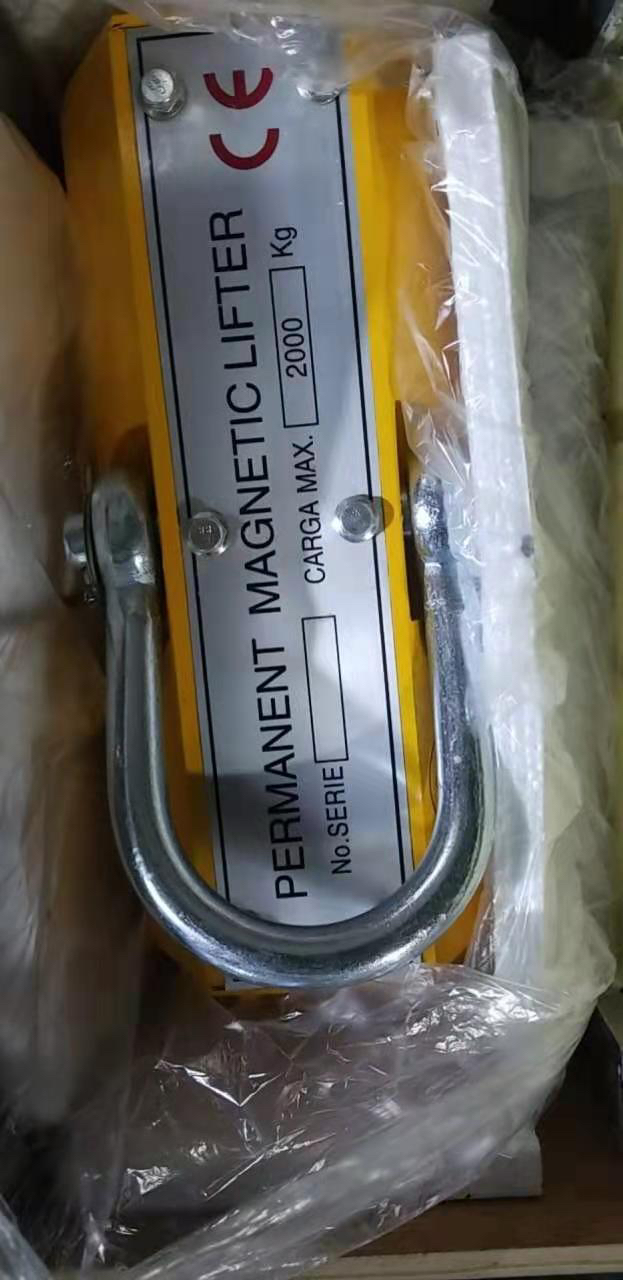 PERMANENT MAGNETIC LIFTER CE
No.SERIE CARGA MAX. 2000 Kg